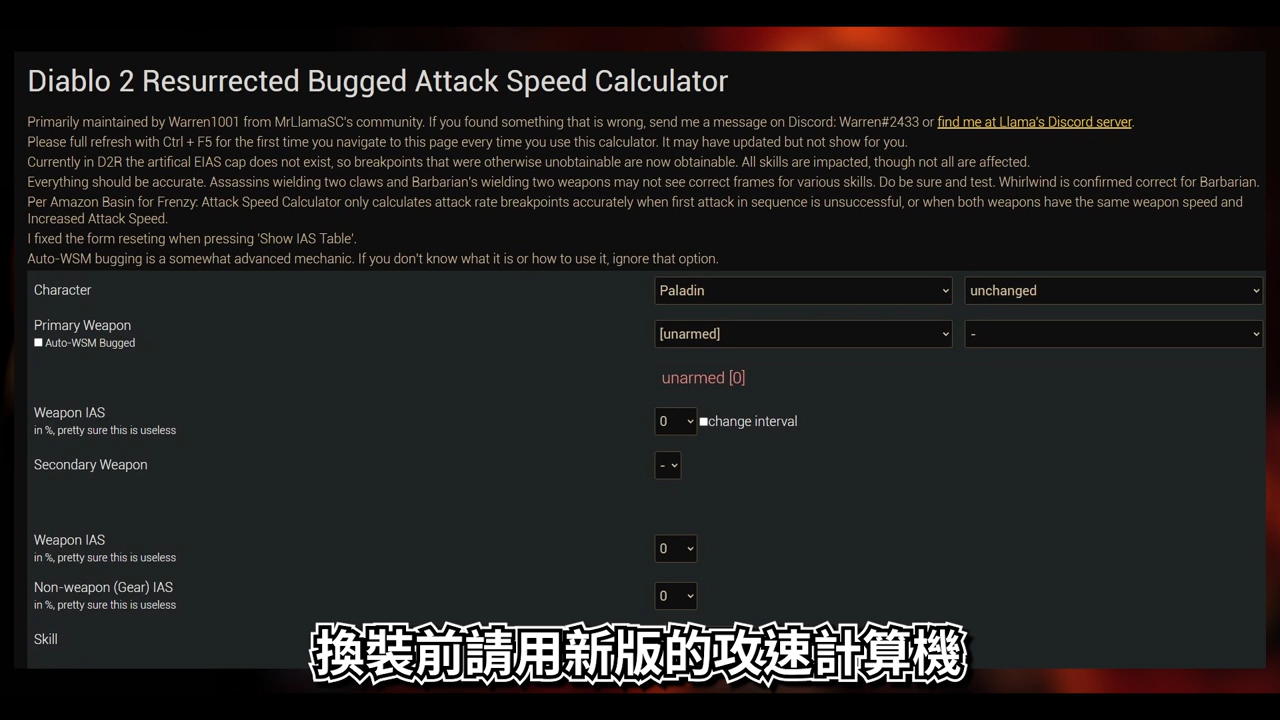 Diablo 2 Resurrected Bugged Attack Speed Calculator
Primarily maintained by Warren1001 from MrLlamaSC's community. If you found something that is wrong, send me a message on Discord: Warren#2433 or find me at Llama's Discord server.
Please full refresh with Ctrl + F5 for the first time you navigate to this page every time you use this calculator. It may have updated but not show for you.
Currently in D2R the artifical EIAS cap does not exist, so breakpoints that were otherwise unobtainable are now obtainable. All skills are impacted, though not all are affected.
Everything should be accurate. Assassins wielding two claws and Barbarian's wielding two weapons may not see correct frames for various skills. Do be sure and test. Whirlwind is confirmed correct for Barbarian.
Per Amazon Basin for Frenzy: Attack Speed Calculator only calculates attack rate breakpoints accurately when first attack in sequence is unsuccessful, or when both weapons have the same weapon speed and
Increased Attack Speed.
I fixed the form reseting when pressing 'Show IAS Table'.
Auto-WSM bugging is a somewhat advanced mechanic. If you don't know what it is or how to use it, ignore that option.
Character
Paladin
unchanged
Primary Weapon
Auto-WSM Bugged
[unarmed]
-
unarmed [0]
Weapon IAS
in %, pretty sure this is useless
0
change interval
Secondary Weapon
-
Weapon IAS
in %, pretty sure this is useless
0
Non-weapon (Gear) IAS
in %, pretty sure this is useless
0
Skill
換裝前請用新版的攻速計算機